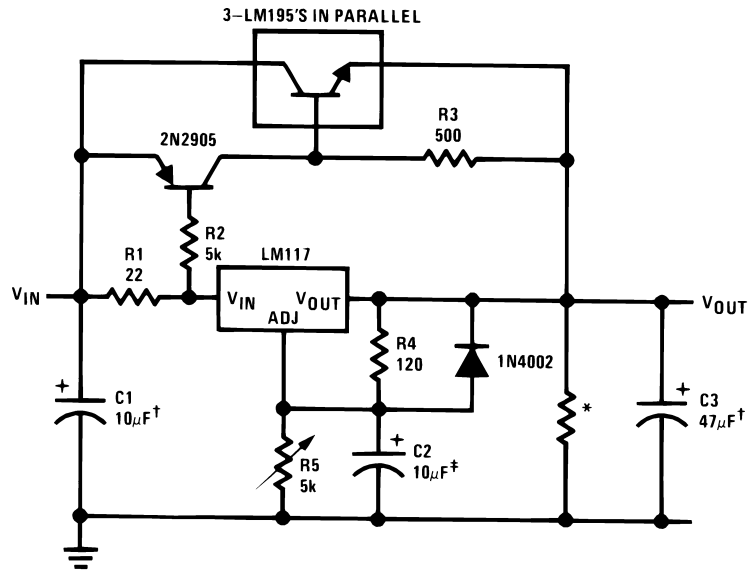 3–LM195'S IN PARALLEL
2N2905
R3
500
R2
5k
R1
22
LM117
VIN
VIN
VOUT
ADJ
VOUT
R4
120
1N4002
*
C1
10μF†
R5
5k
C2
10μF‡
C3
47μF†